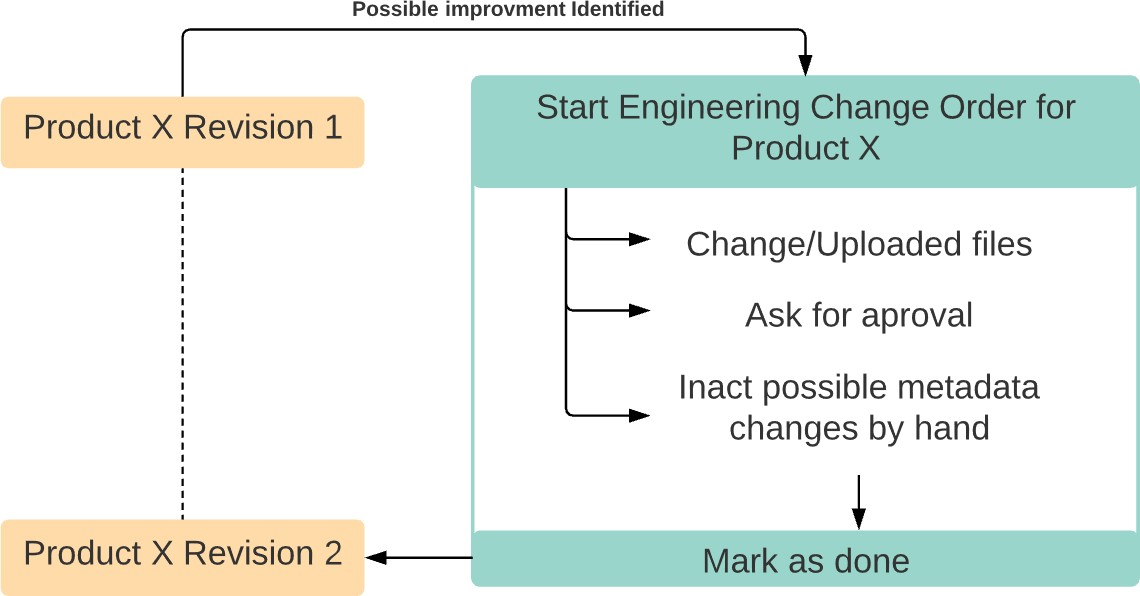 Possible improvment Identified
Product X Revision 1
Start Engineering Change Order for
Product X
Change/Uploaded files
Ask for aproval
Inact possible metadata
changes by hand
Product X Revision 2
Mark as done